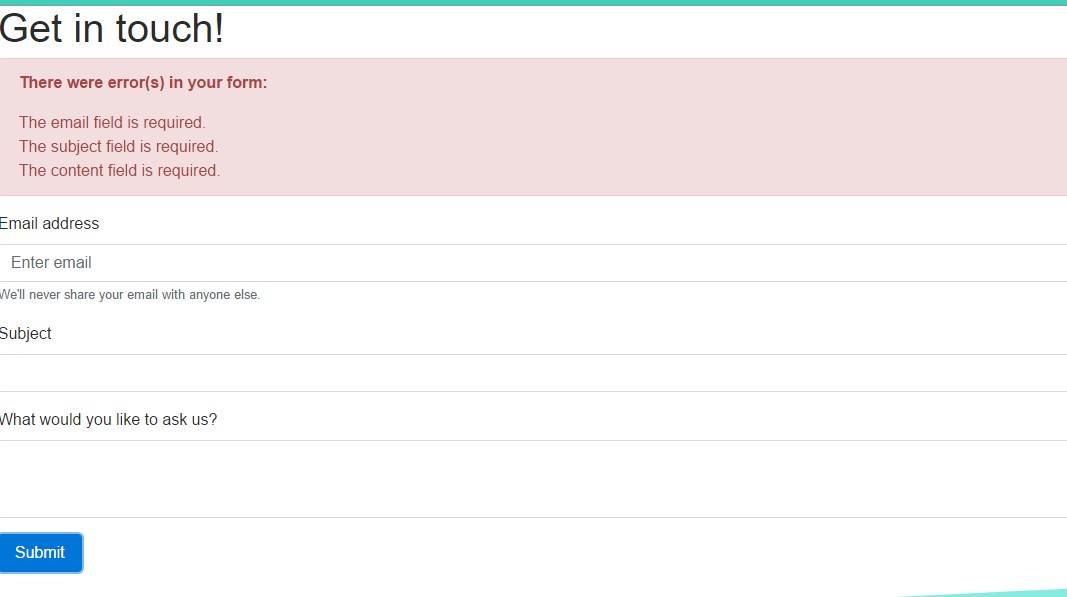 Get in touch!
There were error(s) in your form:
The email field is required.
The subject field is required.
The content field is required.
Email address
Enter email
We'll never share your email with anyone else.
Subject
What would you like to ask us?
Submit